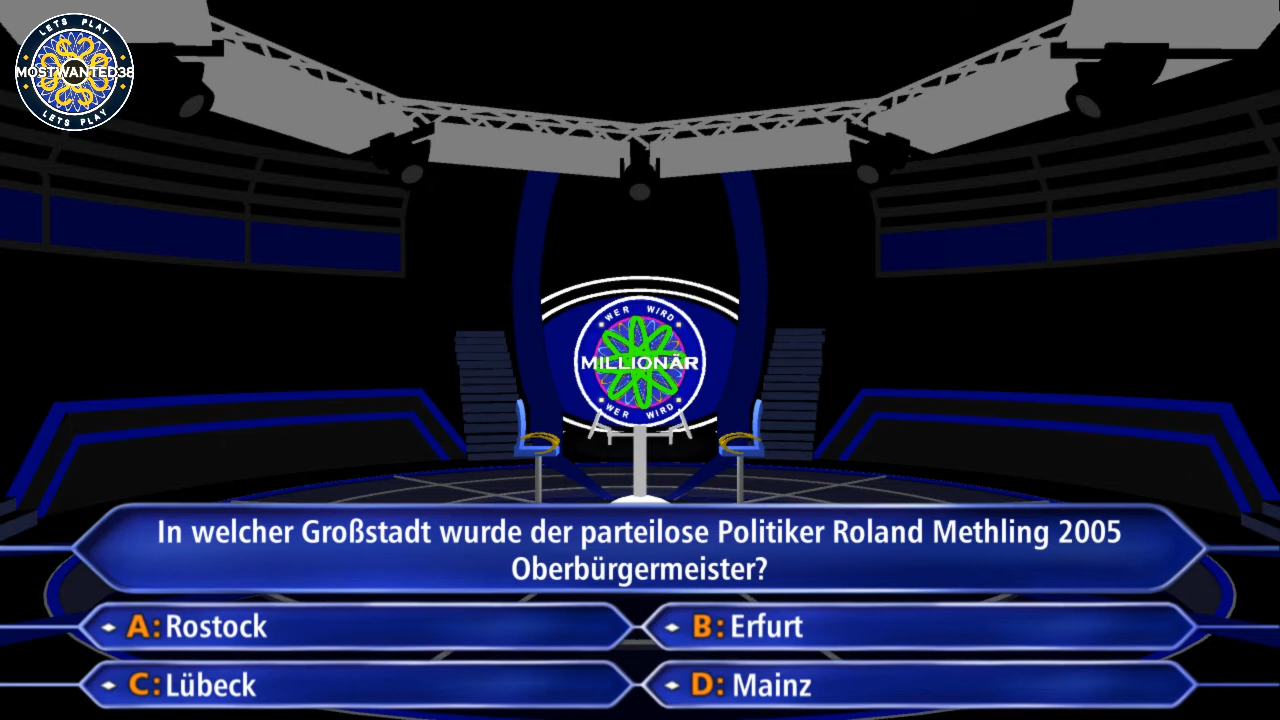 LETS PLAY
MOSTWANTED38
LETS PLAY
WER WIRD
MILLIONÄR
WER WIRD
In welcher Großstadt wurde der parteilose Politiker Roland Methling 2005
Oberbürgermeister?
A: Rostock
B: Erfurt
C: Lübeck
D: Mainz